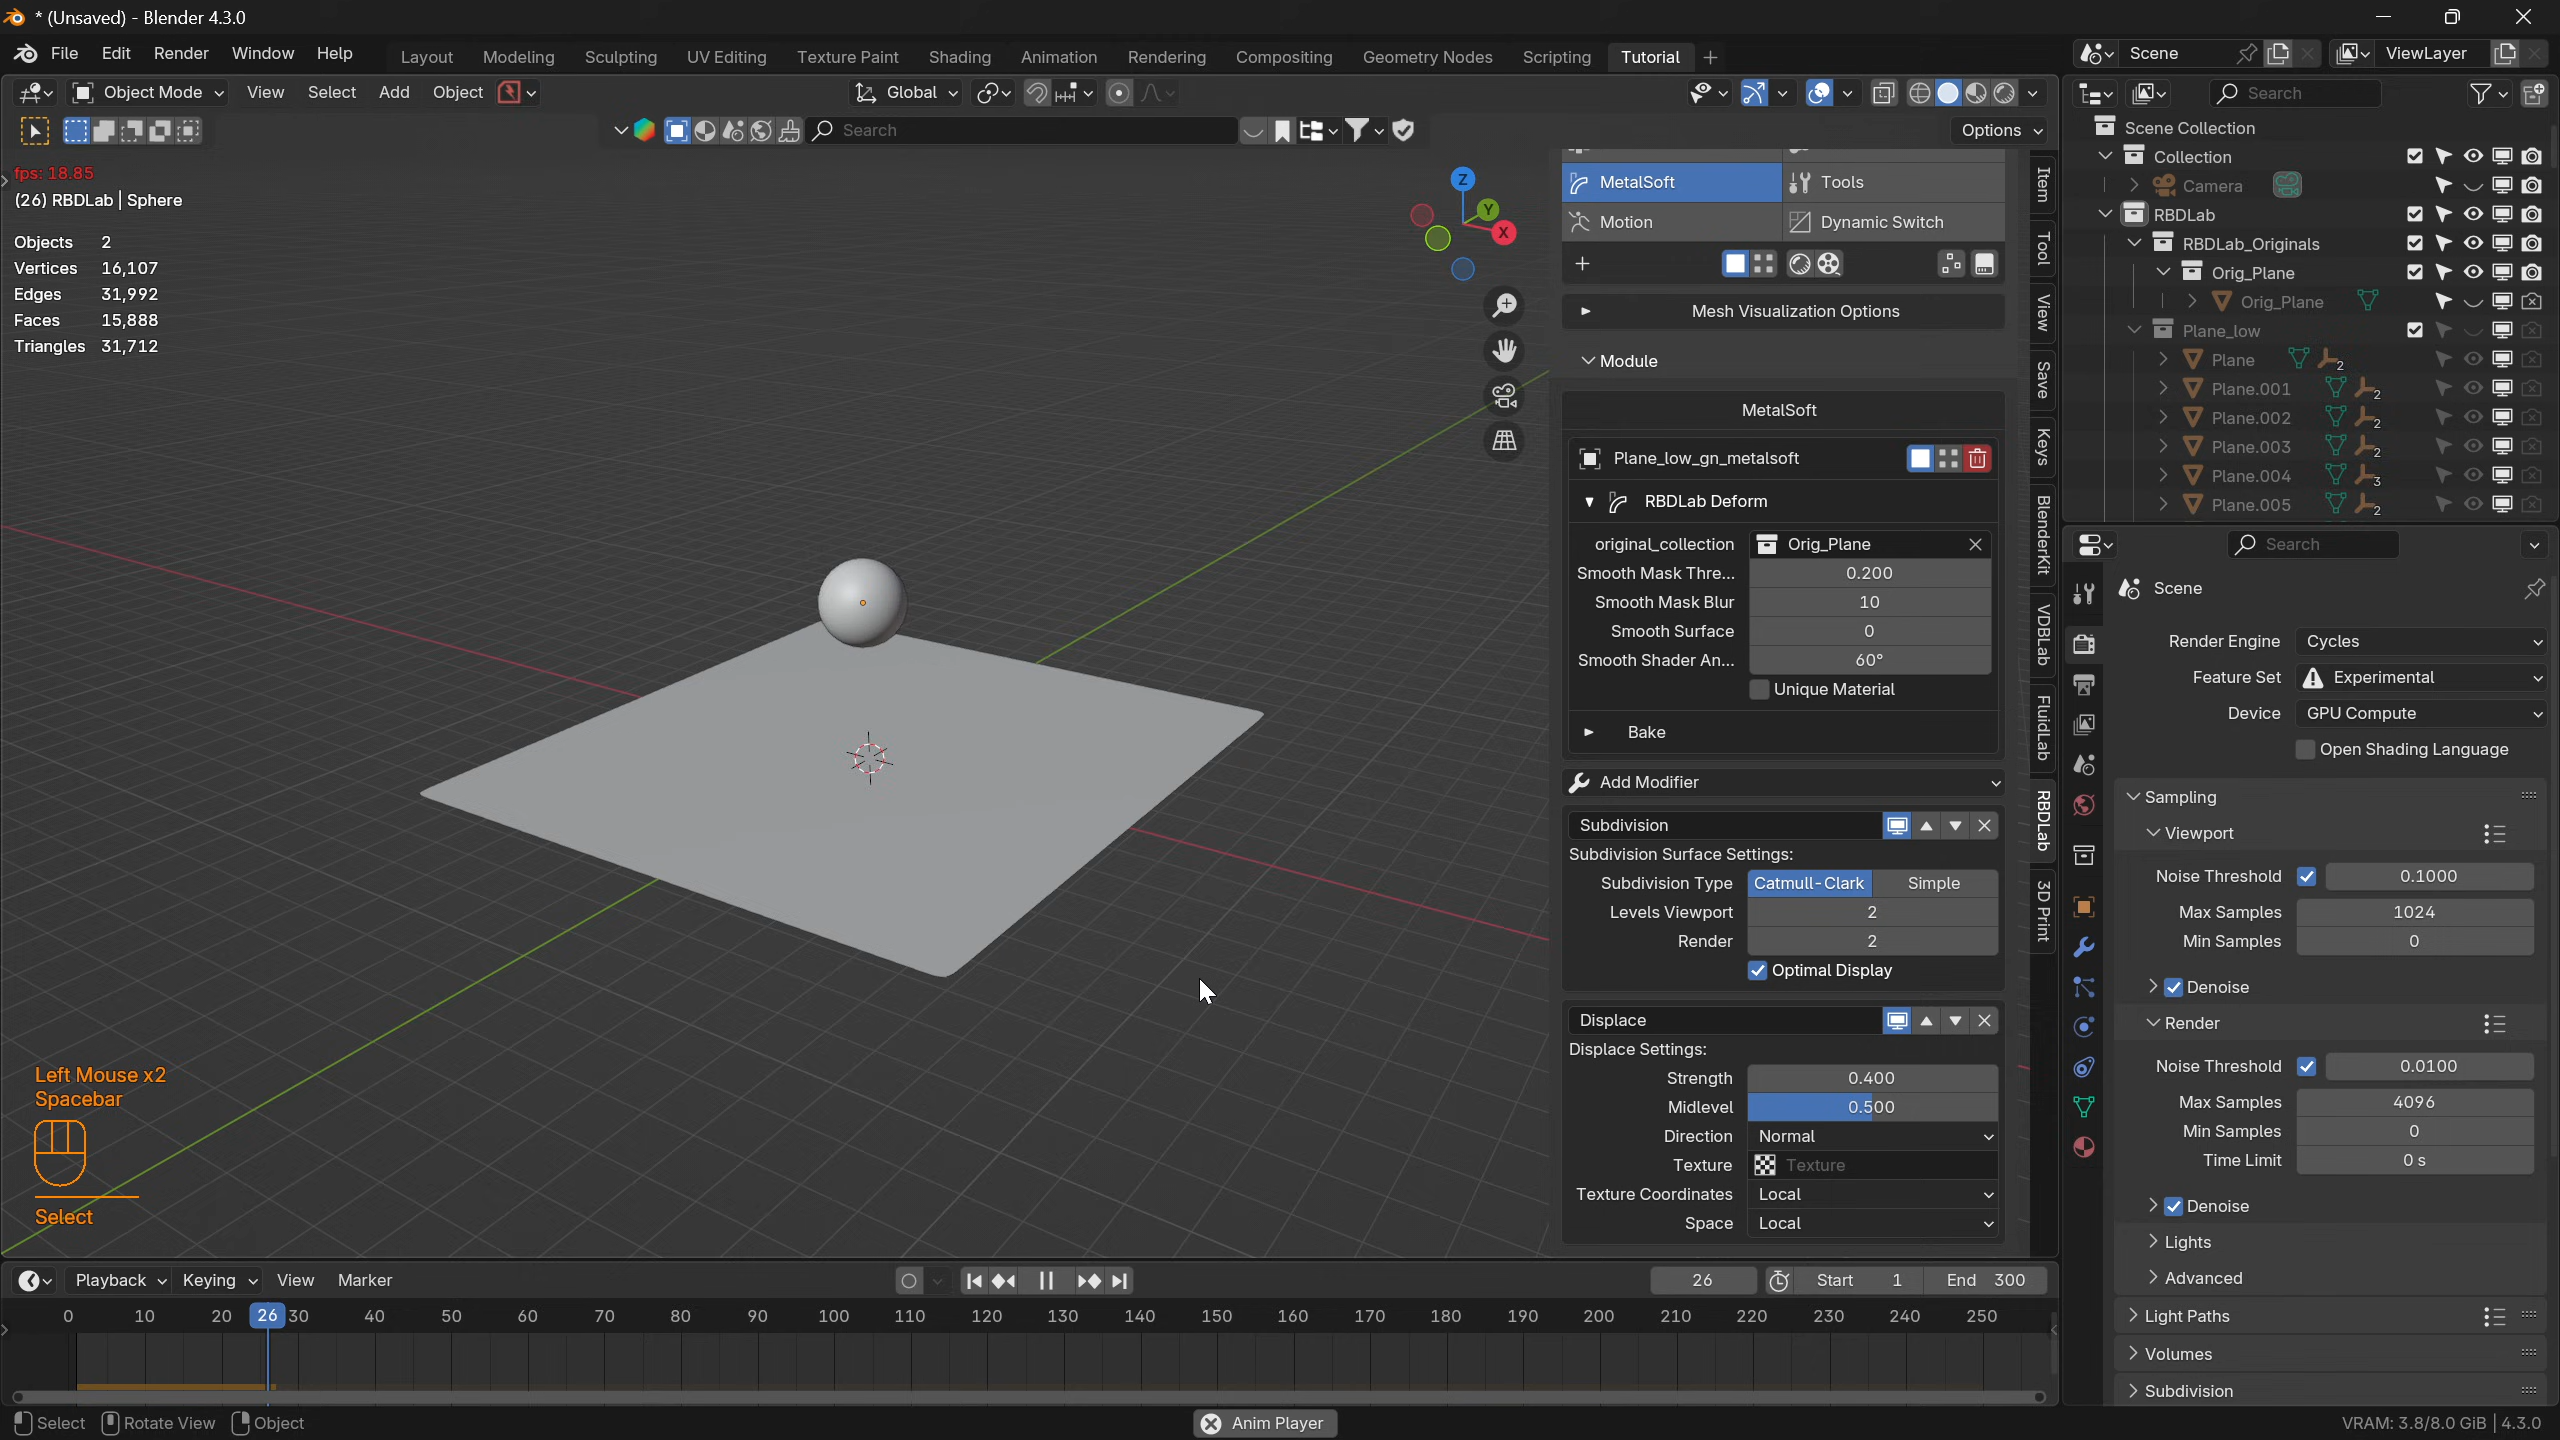 * (Unsaved) - Blender 4.3.0
File Edit Render Window Help
Layout Modeling Sculpting UV Editing Texture Paint Shading Animation Rendering Compositing Geometry Nodes Scripting Tutorial +
Scene
ViewLayer
Object Mode View Select Add Object
Global
Search
Search
Options
fps: 18.85
(26) RBDLab | Sphere
Objects 2
Vertices 16,107
Edges 31,992
Faces 15,888
Triangles 31,712
Z
Y
X
MetalSoft Tools
Motion Dynamic Switch
Mesh Visualization Options
Module
MetalSoft
Plane_low_gn_metalsoft
RBDLab Deform
original_collection Orig_Plane
Smooth Mask Thre... 0.200
Smooth Mask Blur 10
Smooth Surface 0
Smooth Shader An... 60°
Unique Material
Bake
Add Modifier
Subdivision
Subdivision Surface Settings:
Subdivision Type Catmull-Clark Simple
Levels Viewport 2
Render 2
Optimal Display
Displace
Displace Settings:
Strength 0.400
Midlevel 0.500
Direction Normal
Texture Texture
Texture Coordinates Local
Space Local
Item
Tool
View
Save
Keys
BlenderKit
VDBLab
FluidLab
RBDLab
3D Print
Scene Collection
Collection
Camera
RBDLab
RBDLab_Originals
Orig_Plane
Orig_Plane
Plane_low
Plane 2
Plane.001 2
Plane.002 2
Plane.003 2
Plane.004 3
Plane.005 2
Search
Scene
Render Engine Cycles
Feature Set Experimental
Device GPU Compute
Open Shading Language
Sampling
Viewport
Noise Threshold 0.1000
Max Samples 1024
Min Samples 0
Denoise
Render
Noise Threshold 0.0100
Max Samples 4096
Min Samples 0
Time Limit 0 s
Denoise
Lights
Advanced
Light Paths
Volumes
Subdivision
Left Mouse x2
Spacebar
Select
Playback Keying View Marker
26 Start 1 End 300
0 10 20 26 30 40 50 60 70 80 90 100 110 120 130 140 150 160 170 180 190 200 210 220 230 240 250
Select Rotate View Object
Anim Player
VRAM: 3.8/8.0 GiB | 4.3.0